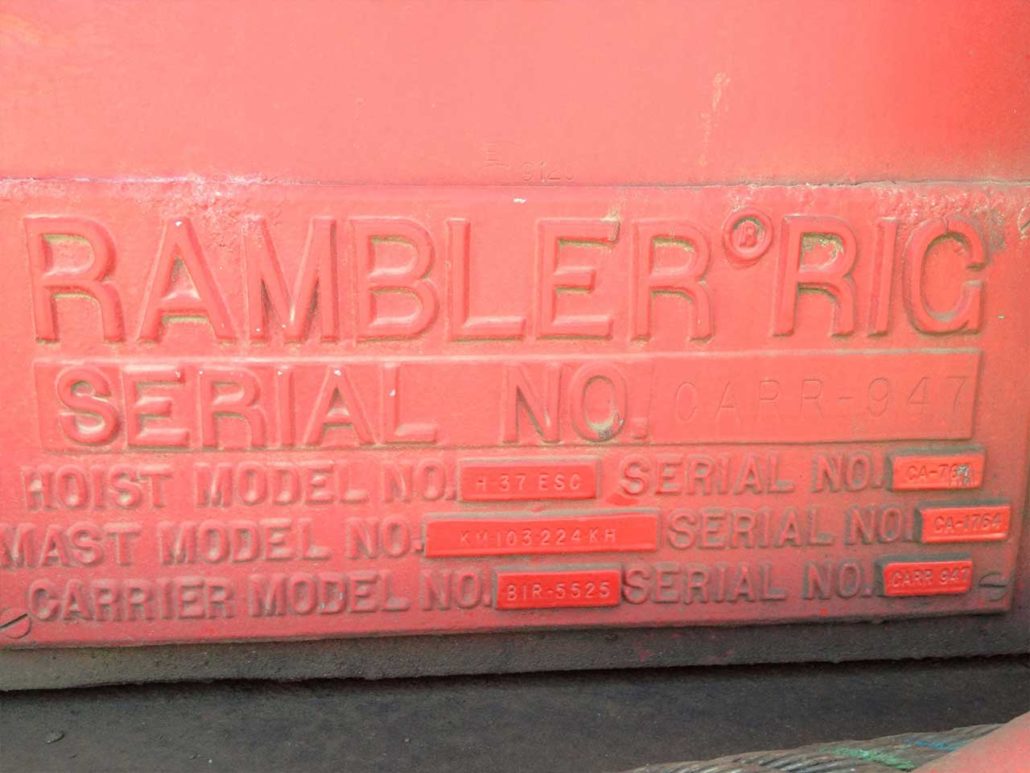 RAMBLER® RIG
SERIAL NO. CARR-947
HOIST MODEL NO. H 37 ESC SERIAL NO.
MAST MODEL NO. KM103224KH SERIAL NO. CA-1764
CARRIER MODEL NO. BIR-5525 SERIAL NO. CARR 947